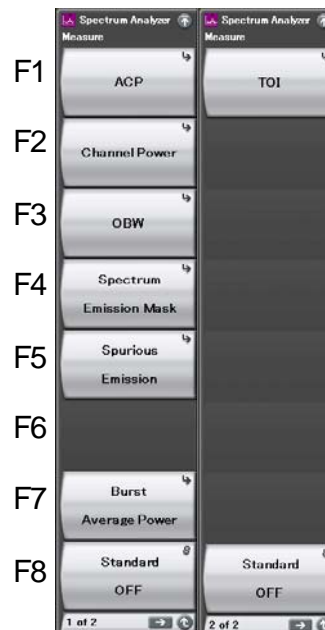 Spectrum Analyzer
Measure
F1
ACP
F2
Channel Power
F3
OBW
F4
Spectrum
Emission Mask
F5
Spurious
Emission
F6
F7
Burst
Average Power
F8
Standard
OFF
1 of 2
Spectrum Analyzer
Measure
TOI
Standard
OFF
2 of 2